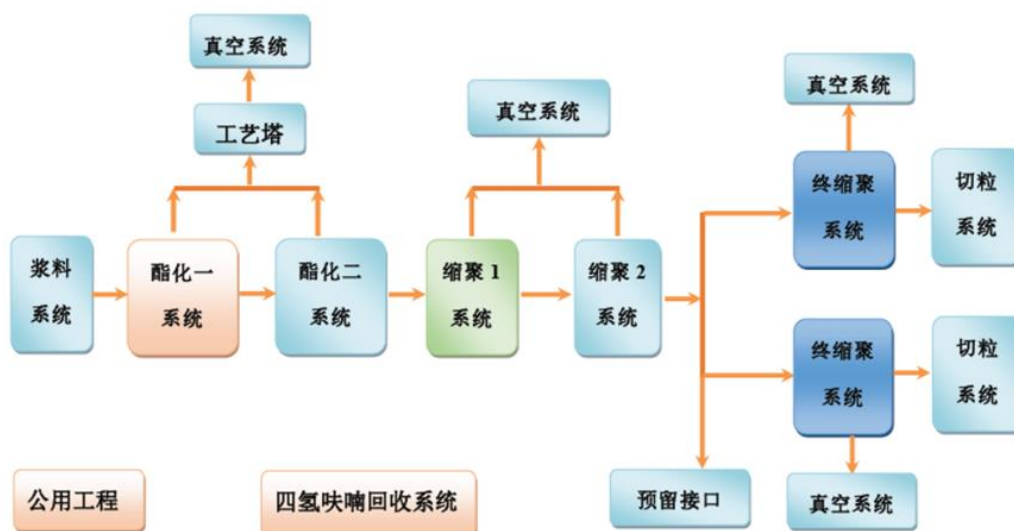 真空系统
工艺塔
真空系统
真空系统
浆料
系统
酯化一
系统
酯化二
系统
缩聚 1
系统
缩聚 2
系统
终缩聚
系统
切粒
系统
终缩聚
系统
切粒
系统
公用工程
四氢呋喃回收系统
预留接口
真空系统